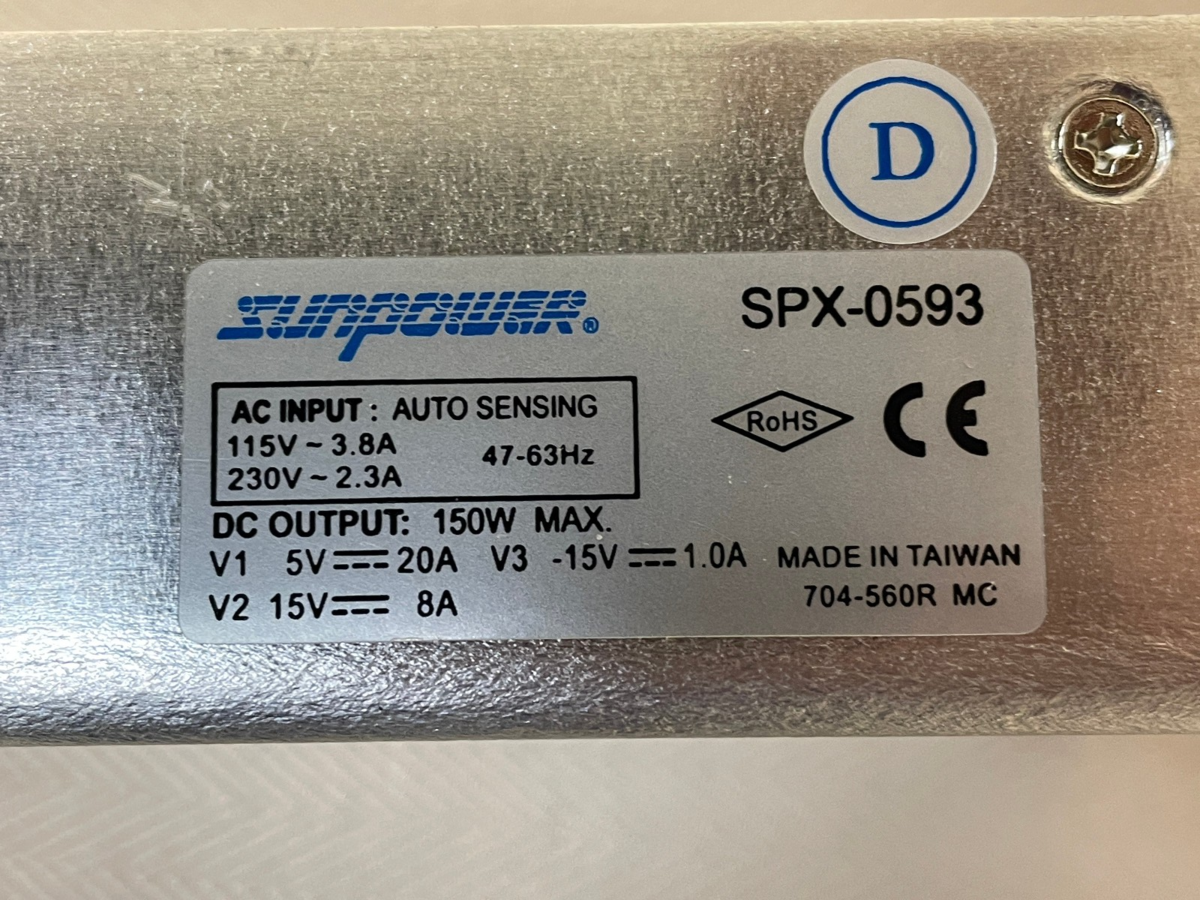 D
SUNPOWER®
SPX-0593
AC INPUT : AUTO SENSING
115V ~ 3.8A
47-63Hz
230V ~ 2.3A
RoHS
CE
DC OUTPUT: 150W MAX.
V1 5V⎓20A V3 -15V⎓1.0A
MADE IN TAIWAN
V2 15V⎓ 8A
704-560R MC